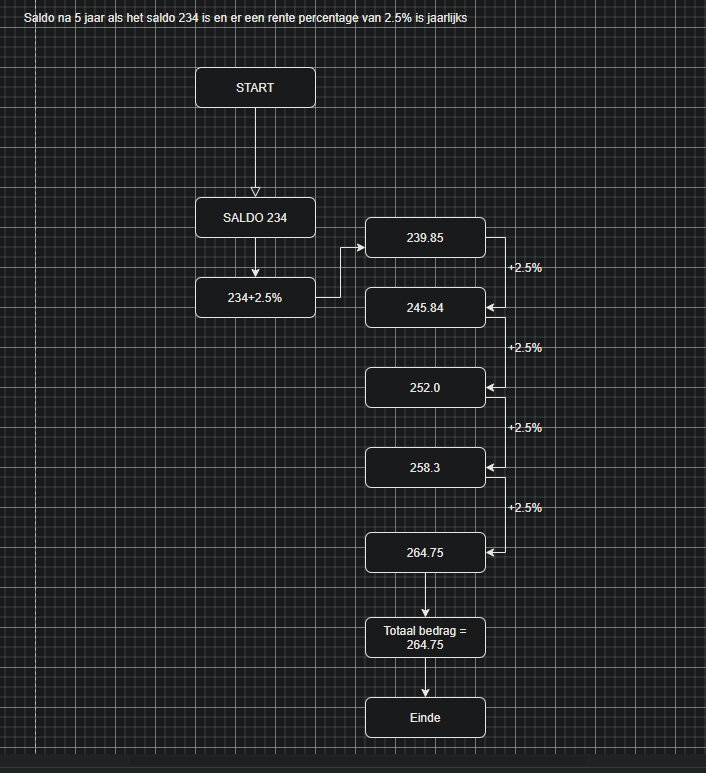 Saldo na 5 jaar als het saldo 234 is en er een rente percentage van 2.5% is jaarlijks
START
SALDO 234
234+2.5%
239.85
+2.5%
245.84
+2.5%
252.0
+2.5%
258.3
+2.5%
264.75
Totaal bedrag =
264.75
Einde